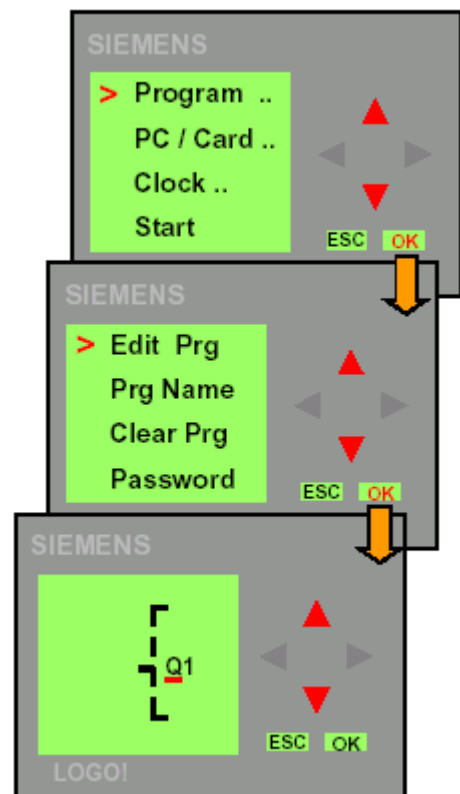 SIEMENS
> Program ..
PC / Card ..
Clock ..
Start
ESC OK
SIEMENS
> Edit Prg
Prg Name
Clear Prg
Password
ESC OK
SIEMENS
Q1
ESC OK
LOGO!